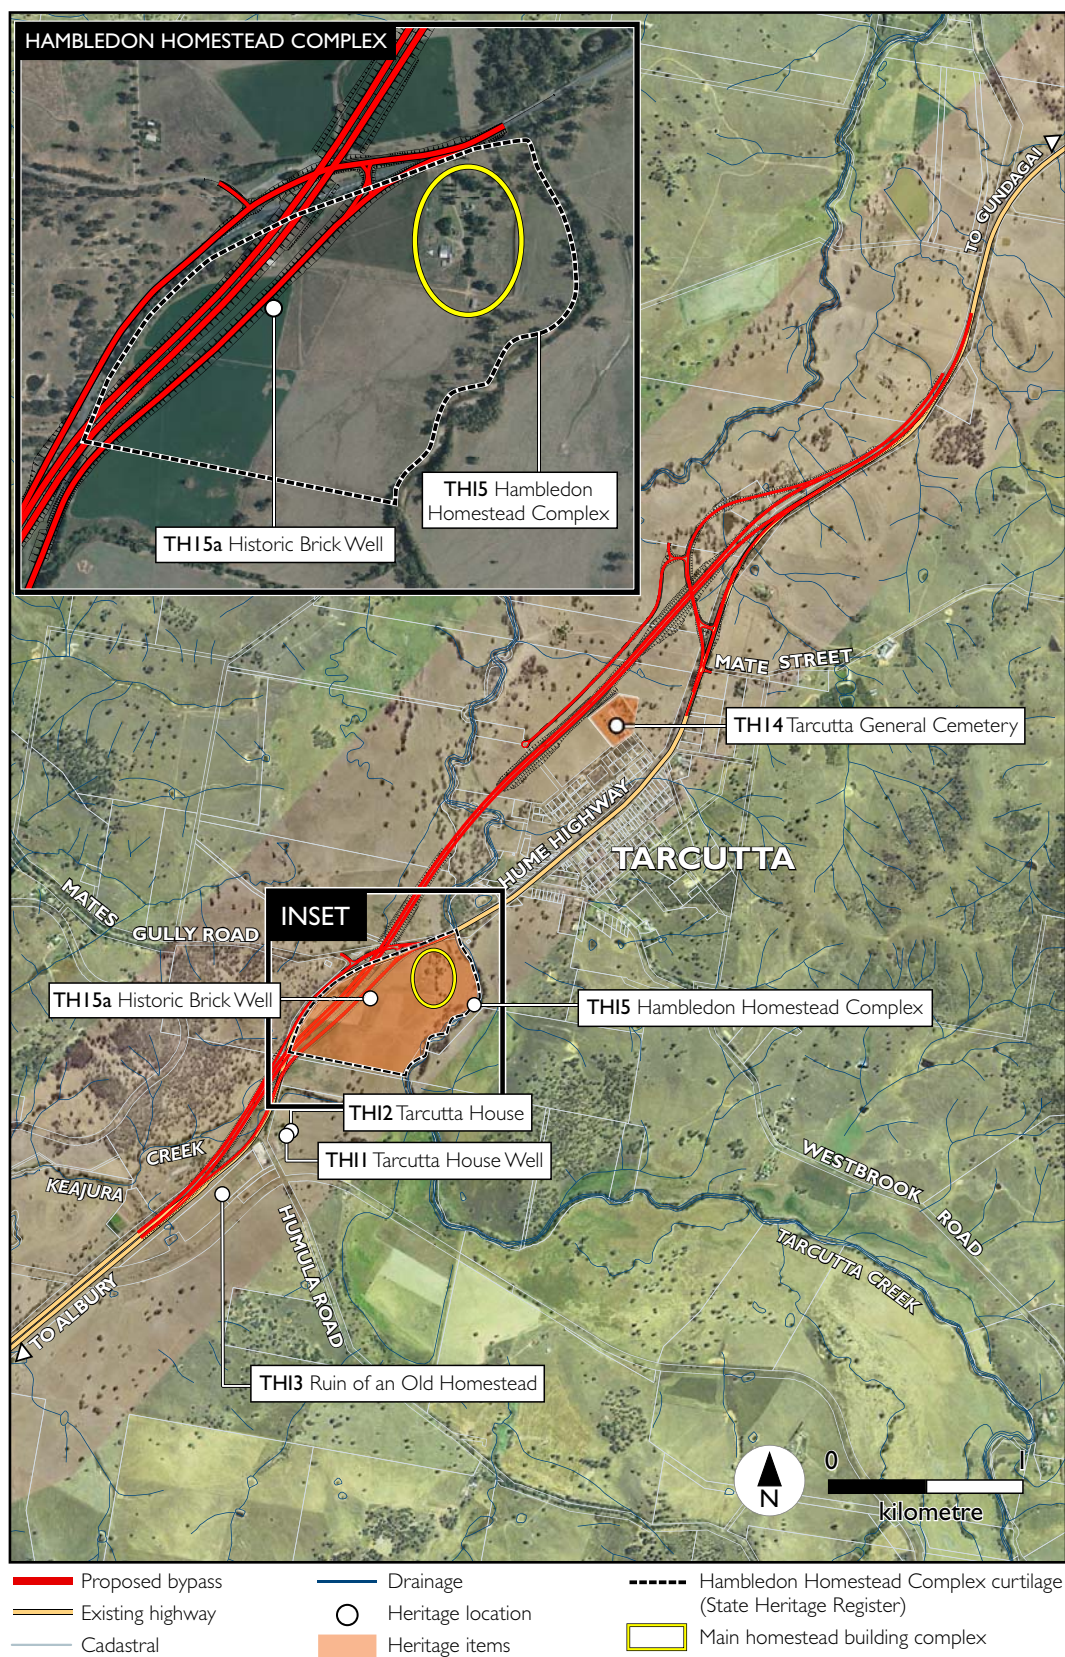 HAMBLEDON HOMESTEAD COMPLEX
TH15 Hambledon
Homestead Complex
TH15a Historic Brick Well
TO GUNDAGAI
MATE STREET
TH14 Tarcutta General Cemetery
HUME HIGHWAY
TARCUTTA
MATES
GULLY ROAD
INSET
TH15a Historic Brick Well
TH15 Hambledon Homestead Complex
TH12 Tarcutta House
CREEK
TH11 Tarcutta House Well
KEAJURA
WESTBROOK
ROAD
HUMULA ROAD
TARCUTTA CREEK
TO ALBURY
TH13 Ruin of an Old Homestead
0 1
kilometre
N
Proposed bypass
Existing highway
Cadastral
Drainage
Heritage location
Heritage items
Hambledon Homestead Complex curtilage
(State Heritage Register)
Main homestead building complex